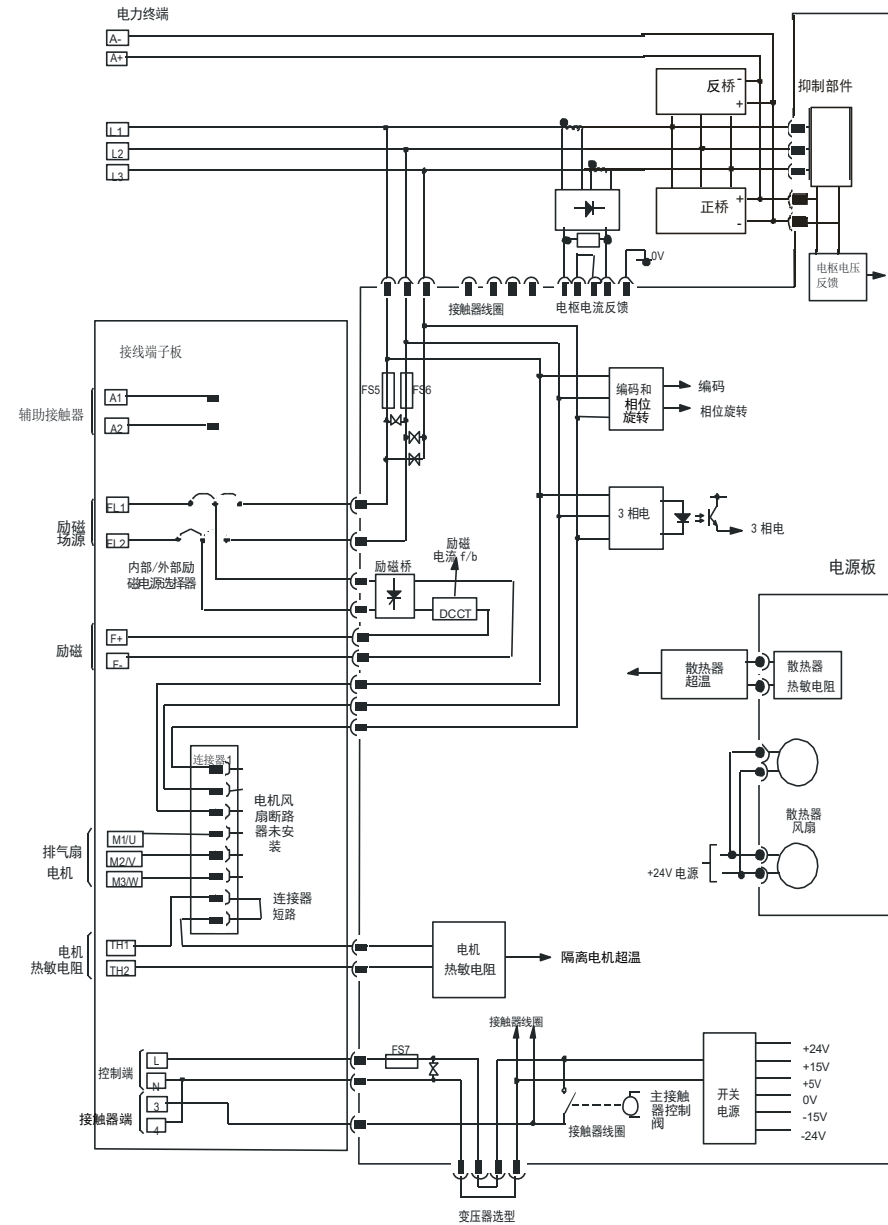 电力终端
A-
A+
反桥
-
+
抑制部件
L1
L2
L3
正桥
+
-
0V
电枢电压
反馈
接触器线圈
电枢电流反馈
接线端子板
FS5
FS6
编码和
相位
旋转
编码
相位旋转
A1
辅助接触器
A2
FL1
励磁
场源
FL2
3 相电
3 相电
励磁
电流 f/b
内部/外部励
磁电源选择器
励磁桥
DCCT
电源板
F+
励磁
F-
散热器
超温
散热器
热敏电阻
连接器1
电机风
扇断路
器未安
装
散热器
风扇
M1/U
排气扇
电机
M2/V
M3/W
+24V 电源
连接器
短路
TH1
电机
热敏电阻
TH2
电机
热敏电阻
隔离电机超温
接触器线圈
FS7
L
控制端
N
3
接触器端
4
主接触
器控制
阀
接触器线圈
开关
电源
+24V
+15V
+5V
0V
-15V
-24V
变压器选型